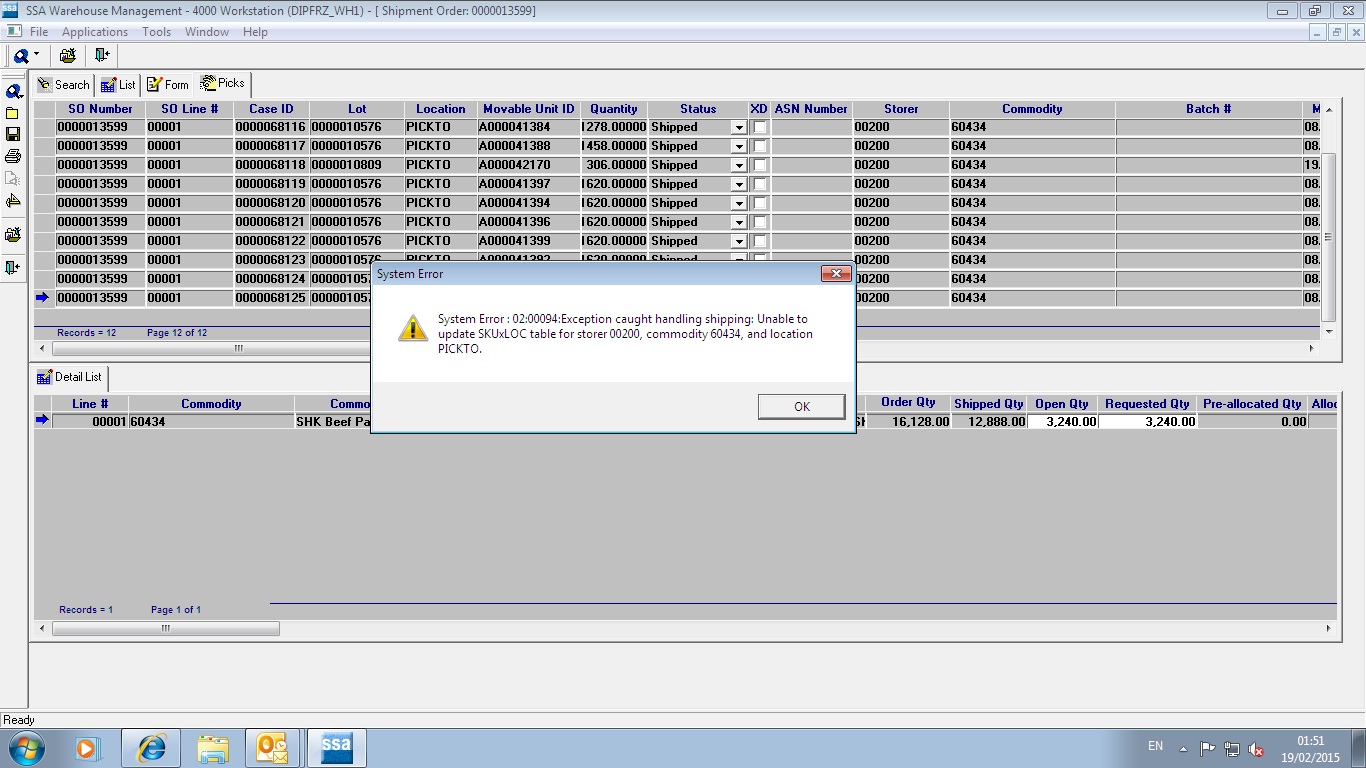 SSA Warehouse Management - 4000 Workstation (DIPFRZ_WH1) - [ Shipment Order: 0000013599]
File Applications Tools Window Help
Search List Form Picks
SO Number SO Line # Case ID Lot Location Movable Unit ID Quantity Status XD ASN Number Storer Commodity Batch # M
0000013599 00001 0000068116 0000010576 PICKTO A000041384 1278.00000 Shipped 00200 60434 08.
0000013599 00001 0000068117 0000010576 PICKTO A000041388 1458.00000 Shipped 00200 60434 08.
0000013599 00001 0000068118 0000010809 PICKTO A000042170 306.00000 Shipped 00200 60434 19.
0000013599 00001 0000068119 0000010576 PICKTO A000041397 1620.00000 Shipped 00200 60434 08.
0000013599 00001 0000068120 0000010576 PICKTO A000041394 1620.00000 Shipped 00200 60434 08.
0000013599 00001 0000068121 0000010576 PICKTO A000041396 1620.00000 Shipped 00200 60434 08.
0000013599 00001 0000068122 0000010576 PICKTO A000041399 1620.00000 Shipped 00200 60434 08.
0000013599 00001 0000068123 0000010576 PICKTO A000041392 1620.00000 Shipped 00200 60434 08.
0000013599 00001 0000068124 000001057 00200 60434 08.
0000013599 00001 0000068125 000001057 00200 60434 08.
Records = 12 Page 12 of 12
System Error
System Error : 02:00094:Exception caught handling shipping: Unable to
update SKUxLOC table for storer 00200, commodity 60434, and location
PICKTO.
OK
Detail List
Line # Commodity Commo Order Qty Shipped Qty Open Qty Requested Qty Pre-allocated Qty Alloc
00001 60434 SHK Beef Pa 16,128.00 12,888.00 3,240.00 3,240.00 0.00
Records = 1 Page 1 of 1
Ready
ssa
EN
01:51
19/02/2015